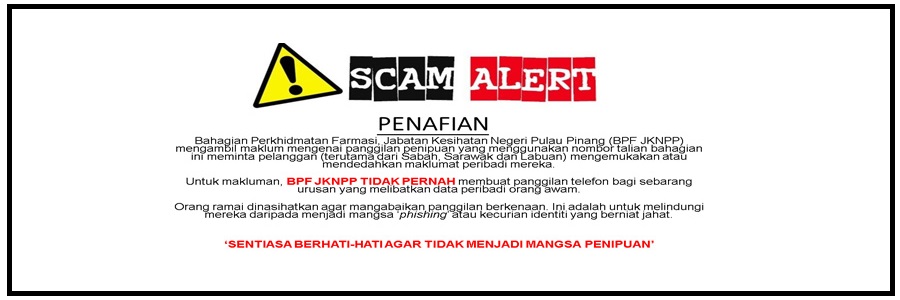 SCAM ALERT
PENAFIAN
Bahagian Perkhidmatan Farmasi, Jabatan Kesihatan Negeri Pulau Pinang (BPF JKNPP)
mengambil maklum mengenai panggilan penipuan yang menggunakan nombor talian bahagian
ini meminta pelanggan (terutama dari Sabah, Sarawak dan Labuan) mengemukakan atau
mendedahkan maklumat peribadi mereka.
Untuk makluman, BPF JKNPP TIDAK PERNAH membuat panggilan telefon bagi sebarang
urusan yang melibatkan data peribadi orang awam.
Orang ramai dinasihatkan agar mengabaikan panggilan berkenaan. Ini adalah untuk melindungi
mereka daripada menjadi mangsa 'phishing' atau kecurian identiti yang berniat jahat.
‘SENTIASA BERHATI-HATI AGAR TIDAK MENJADI MANGSA PENIPUAN’